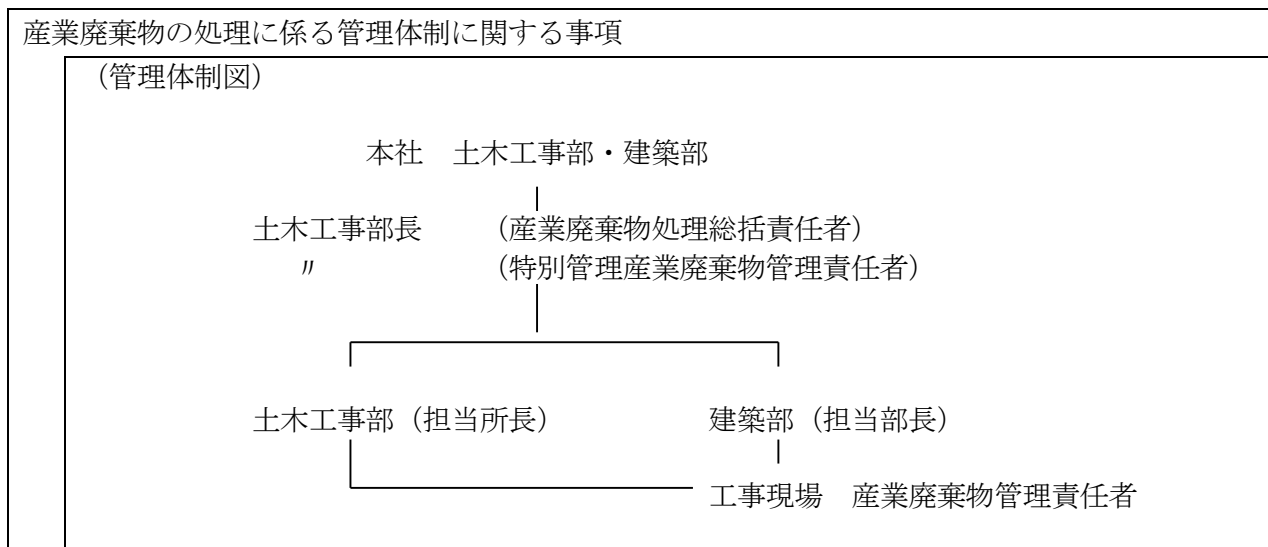 産業廃棄物の処理に係る管理体制に関する事項
（管理体制図）
本社　土木工事部・建築部
土木工事部長　（産業廃棄物処理総括責任者）
〃　（特別管理産業廃棄物管理責任者）
土木工事部（担当所長）　建築部（担当部長）
工事現場　産業廃棄物管理責任者